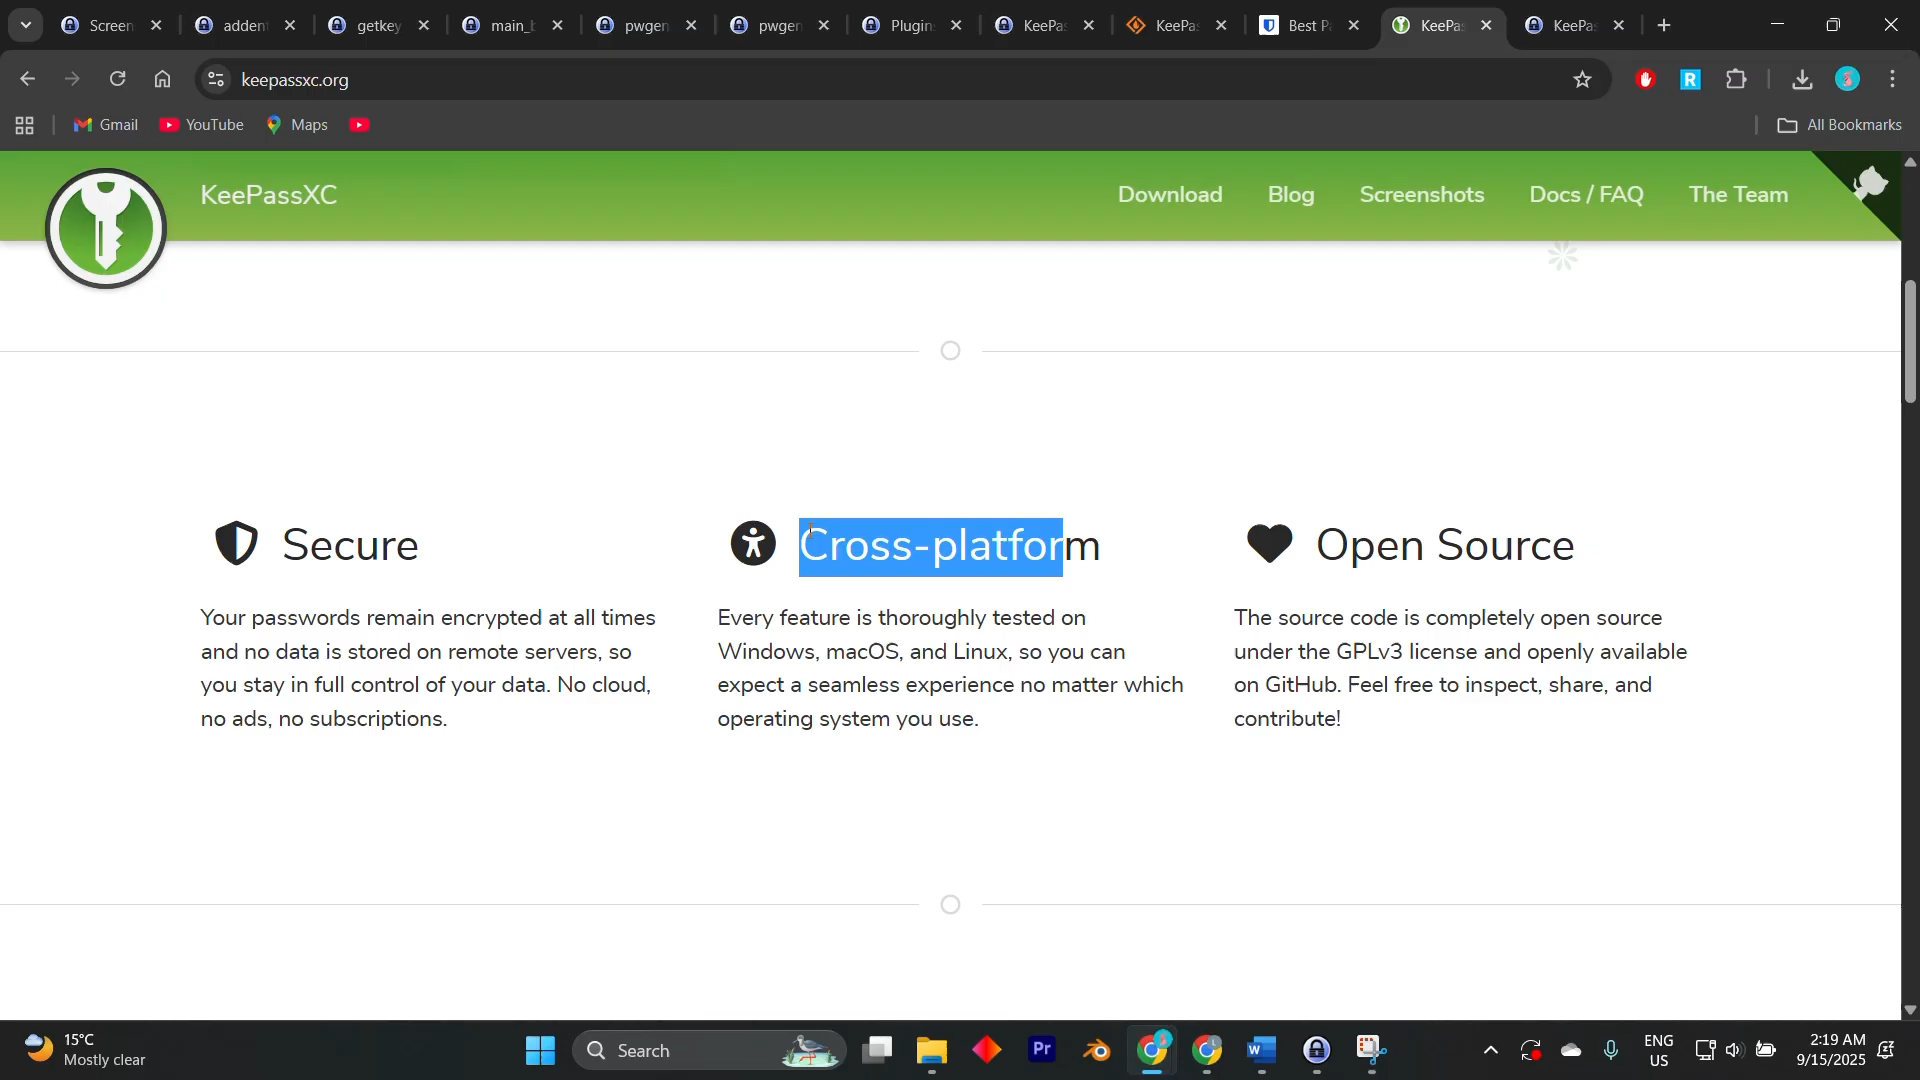 Screen
adden
getkey
main_b
pwgen
pwgen
Plugin
KeePas
KeePas
Best P
KeePas
KeePas
keepassxc.org
Gmail
YouTube
Maps
All Bookmarks
KeePassXC
Download
Blog
Screenshots
Docs / FAQ
The Team
Secure
Your passwords remain encrypted at all times
and no data is stored on remote servers, so
you stay in full control of your data. No cloud,
no ads, no subscriptions.
Cross-platform
Every feature is thoroughly tested on
Windows, macOS, and Linux, so you can
expect a seamless experience no matter which
operating system you use.
Open Source
The source code is completely open source
under the GPLv3 license and openly available
on GitHub. Feel free to inspect, share, and
contribute!
15°C
Mostly clear
Search
Pr
ENG
US
2:19 AM
9/15/2025